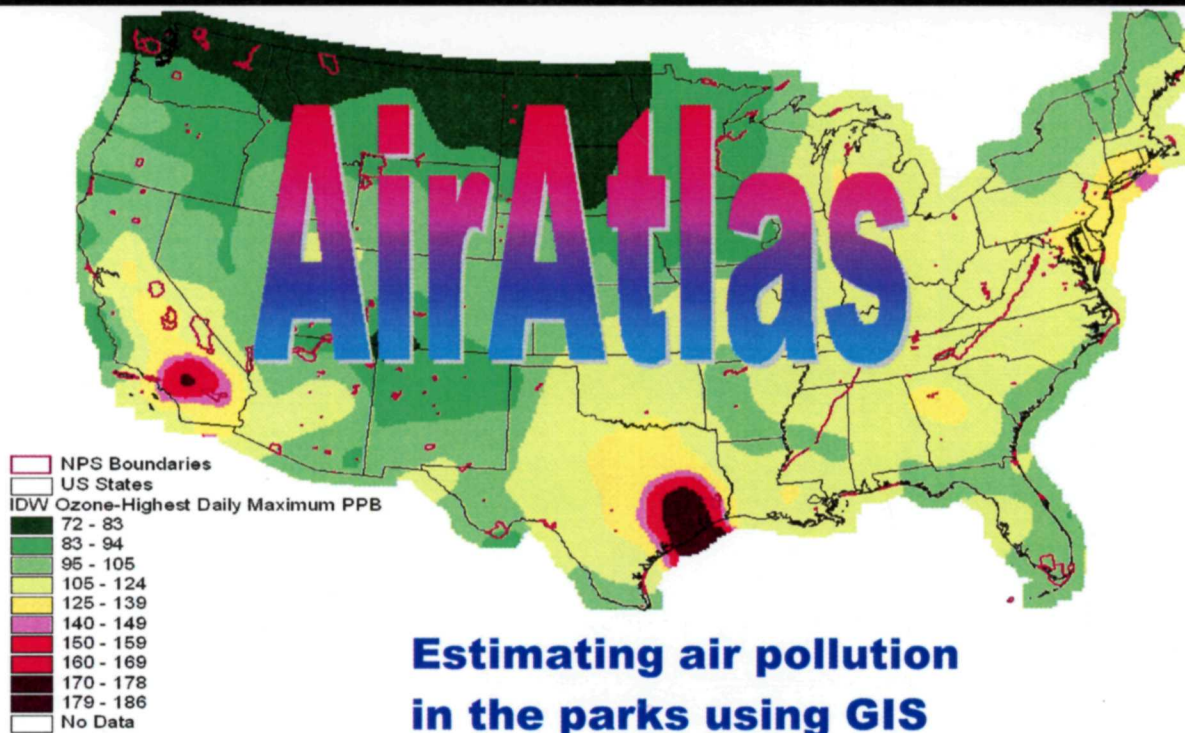 AirAtlas
NPS Boundaries
US States
IDW Ozone-Highest Daily Maximum PPB
72 - 83
83 - 94
95 - 105
105 - 124
125 - 139
140 - 149
150 - 159
160 - 169
170 - 178
179 - 186
No Data
Estimating air pollution
in the parks using GIS